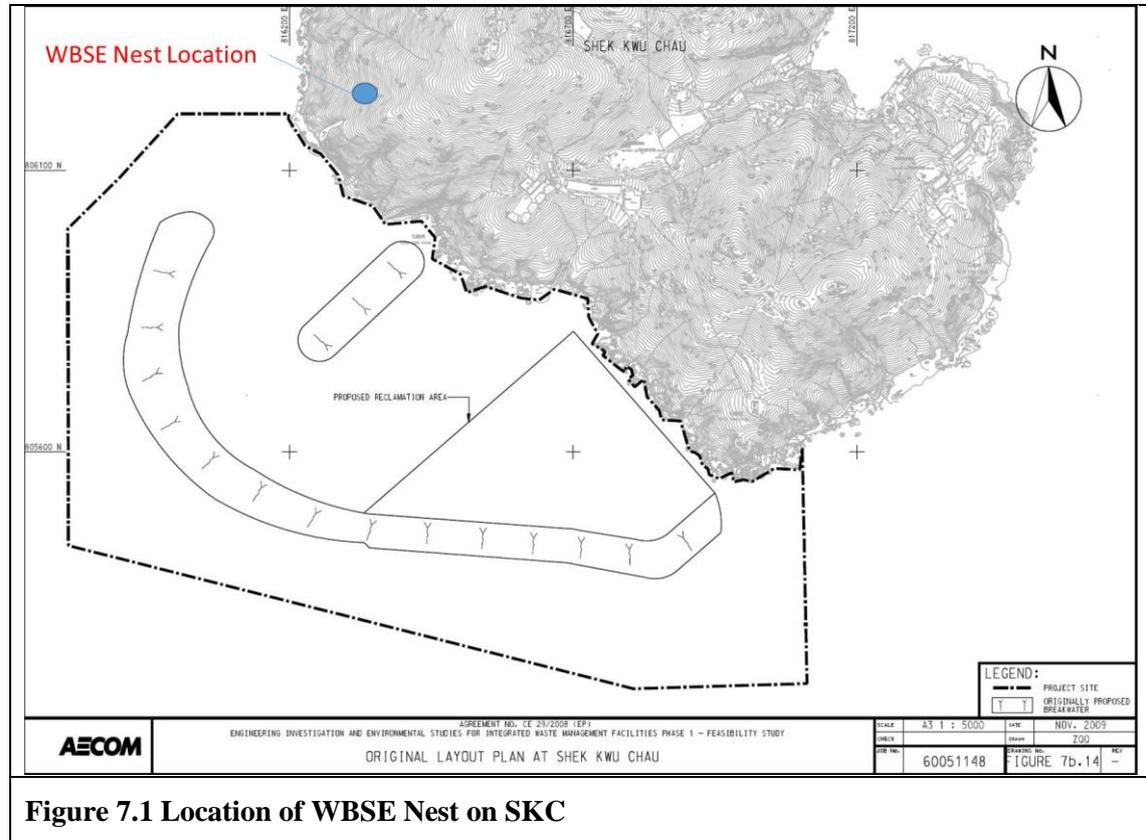 816200 E
816700 E
817200 E
SHEK KWU CHAU
WBSE Nest Location
N
806100 N
PROPOSED RECLAMATION AREA
805600 N
LEGEND:
PROJECT SITE
ORIGINALLY PROPOSED
BREAKWATER
AECOM
AGREEMENT NO. CE 29/2008 (EP)
ENGINEERING INVESTIGATION AND ENVIRONMENTAL STUDIES FOR INTEGRATED WASTE MANAGEMENT FACILITIES PHASE 1 - FEASIBILITY STUDY
ORIGINAL LAYOUT PLAN AT SHEK KWU CHAU
SCALE A3 1 : 5000 DATE NOV. 2009
CHECK DRAWN ZOO
JOB No. 60051148 DRAWING No. FIGURE 7b.14 REV -
Figure 7.1 Location of WBSE Nest on SKC